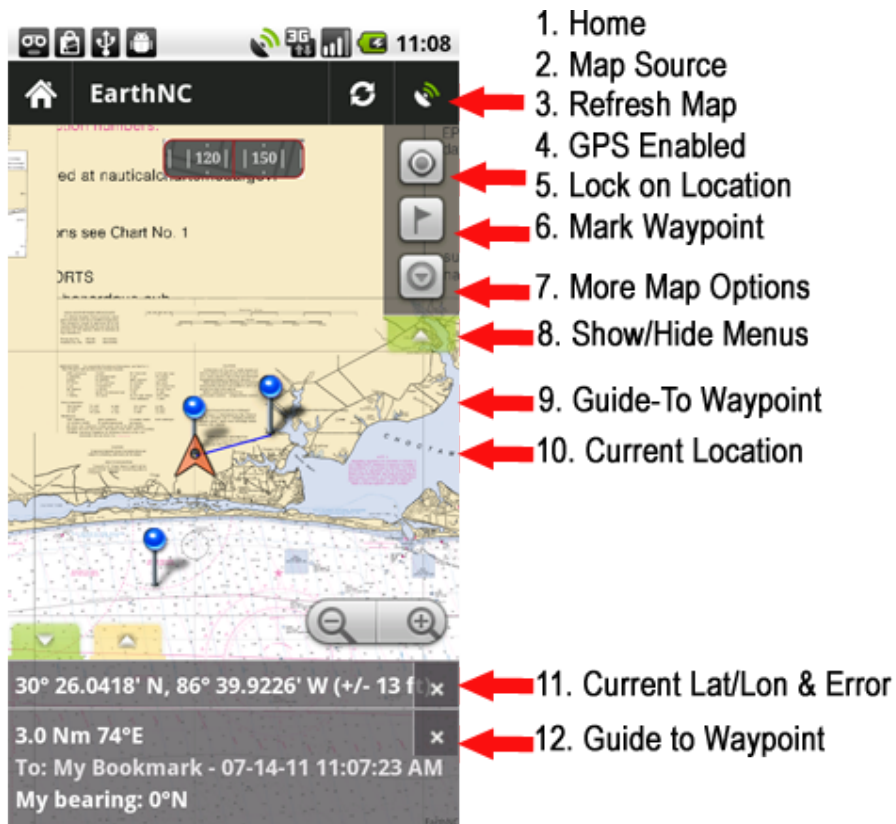 3G
11:08
1. Home
2. Map Source
EarthNC
3. Refresh Map
4. GPS Enabled
5. Lock on Location
6. Mark Waypoint
7. More Map Options
8. Show/Hide Menus
9. Guide-To Waypoint
10. Current Location
ction numbers.
120 150
ed at
ons see Chart No. 1
ORTS
CHOCTAW
30° 26.0418' N, 86° 39.9226' W (+/- 13 ft)
11. Current Lat/Lon & Error
3.0 Nm 74°E
12. Guide to Waypoint
To: My Bookmark - 07-14-11 11:07:23 AM
My bearing: 0°N